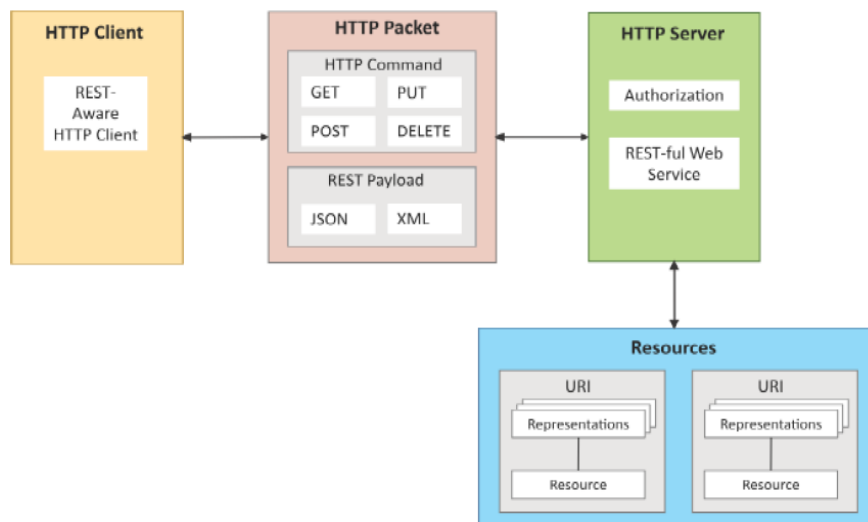 HTTP Client
REST-
Aware
HTTP Client
HTTP Packet
HTTP Command
GET
PUT
POST
DELETE
REST Payload
JSON
XML
HTTP Server
Authorization
REST-ful Web
Service
Resources
URI
Representations
Resource
URI
Representations
Resource